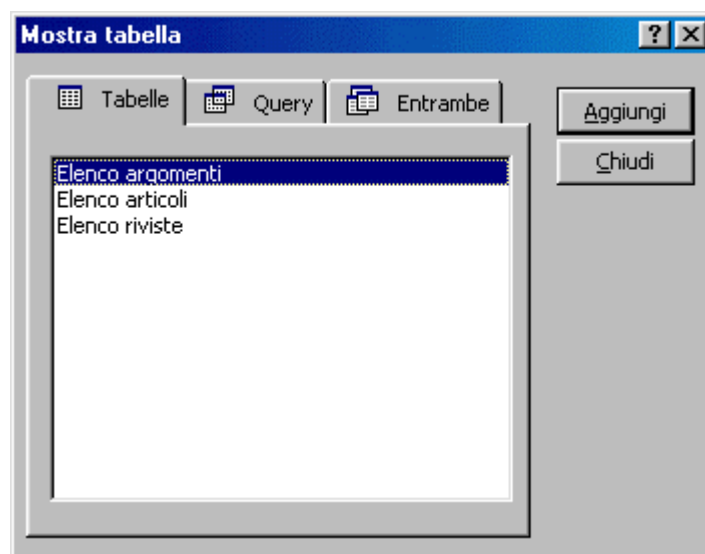 Mostra tabella
Tabelle Query Entrambe
Aggiungi
Chiudi
Elenco argomenti
Elenco articoli
Elenco riviste